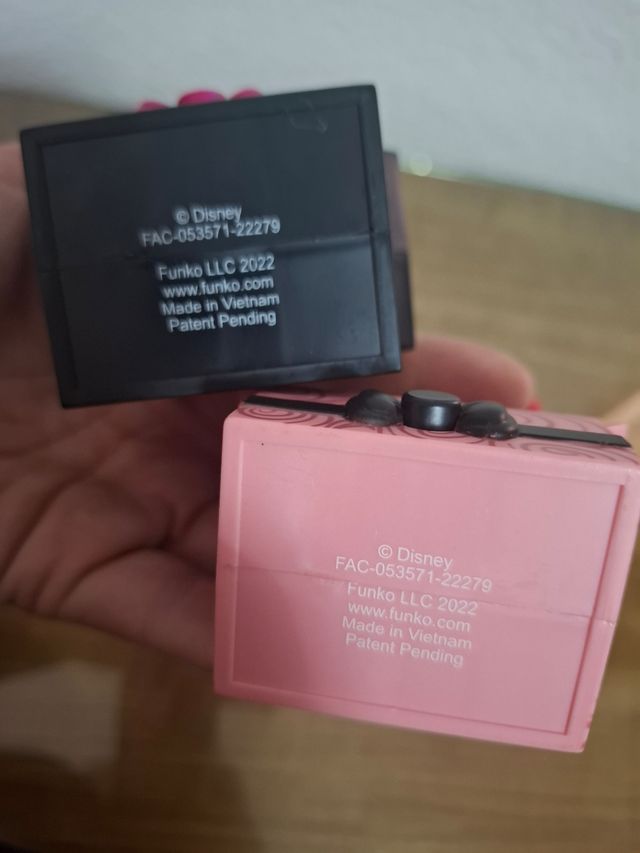 © Disney
FAC-053571-22279
Funko LLC 2022
www.funko.com
Made in Vietnam
Patent Pending
© Disney
FAC-053571-22279
Funko LLC 2022
www.funko.com
Made in Vietnam
Patent Pending